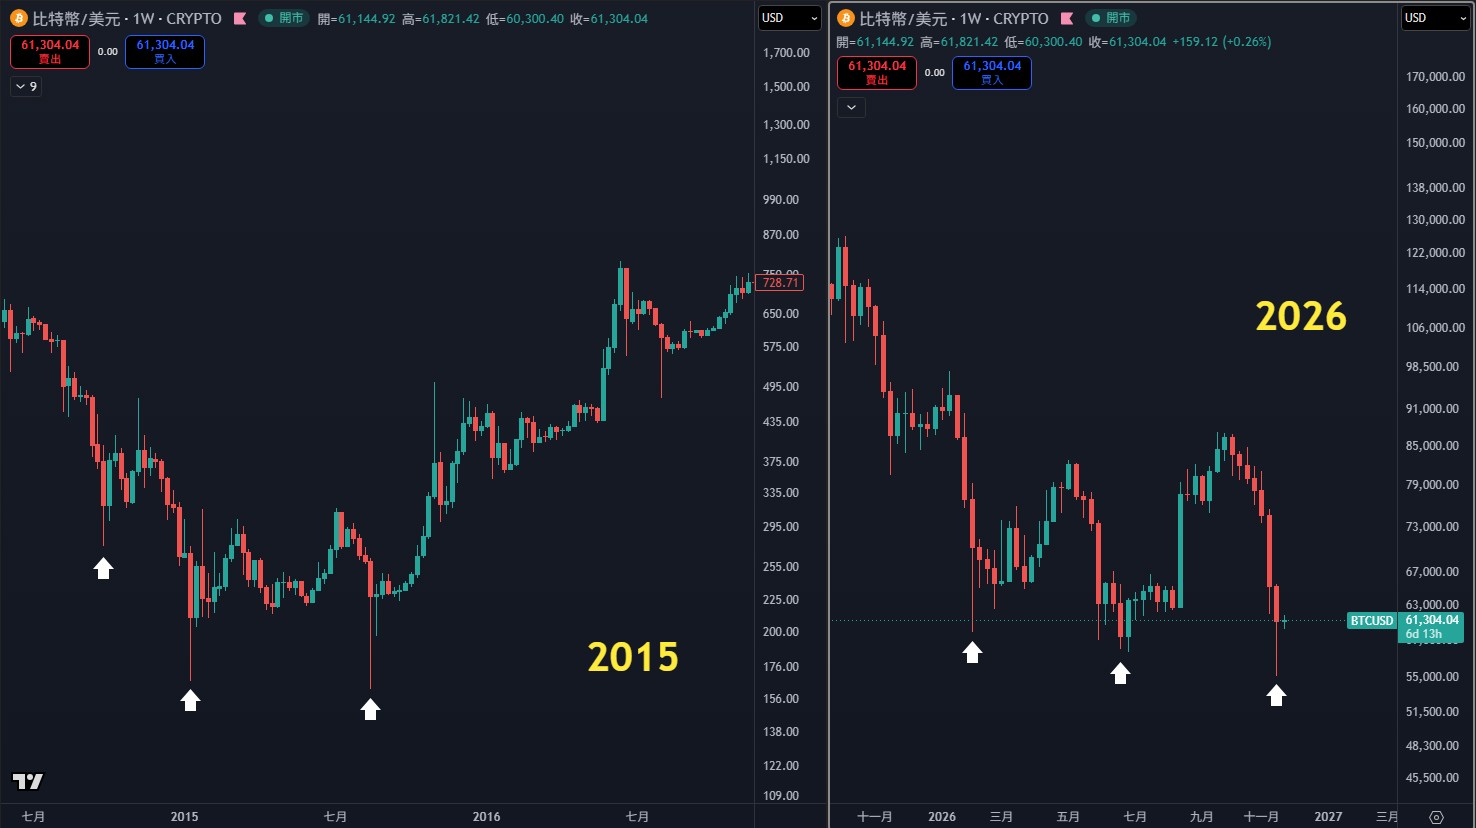 比特幣/美元 · 1W · CRYPTO 開市 開=61,144.92 高=61,821.42 低=60,300.40 收=61,304.04
61,304.04 賣出
0.00
61,304.04 買入
9
USD
1,700.00
1,500.00
1,300.00
1,150.00
990.00
870.00
750.00
728.71
650.00
575.00
495.00
435.00
375.00
335.00
295.00
255.00
225.00
200.00
176.00
156.00
138.00
122.00
109.00
2015
七月
2015
七月
2016
七月
比特幣/美元 · 1W · CRYPTO 開市
開=61,144.92 高=61,821.42 低=60,300.40 收=61,304.04 +159.12 (+0.26%)
61,304.04 賣出
0.00
61,304.04 買入
USD
170,000.00
160,000.00
150,000.00
138,000.00
130,000.00
122,000.00
114,000.00
106,000.00
98,500.00
91,000.00
85,000.00
79,000.00
73,000.00
67,000.00
63,000.00
BTCUSD 61,304.04
6d 13h
55,000.00
51,500.00
48,300.00
45,500.00
2026
十一月
2026
三月
五月
七月
九月
十一月
2027
三月